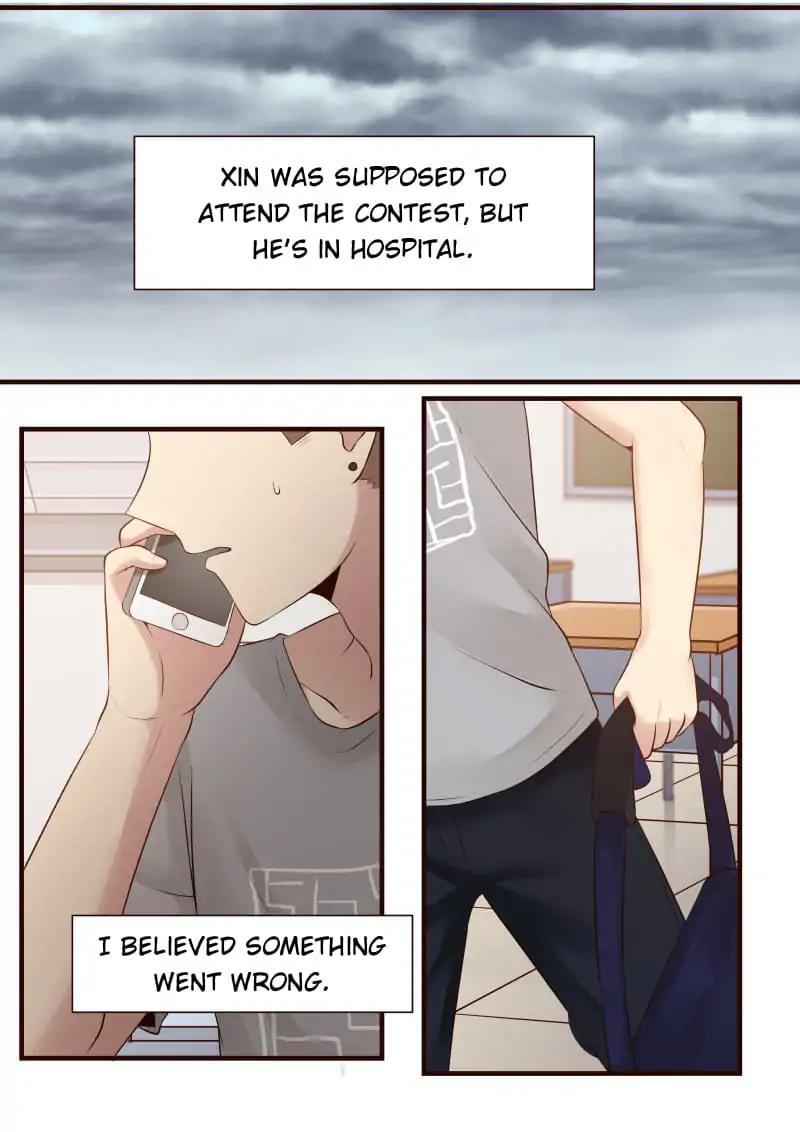 XIN WAS SUPPOSED TO
ATTEND THE CONTEST, BUT
HE'S IN HOSPITAL.
I BELIEVED SOMETHING
WENT WRONG.